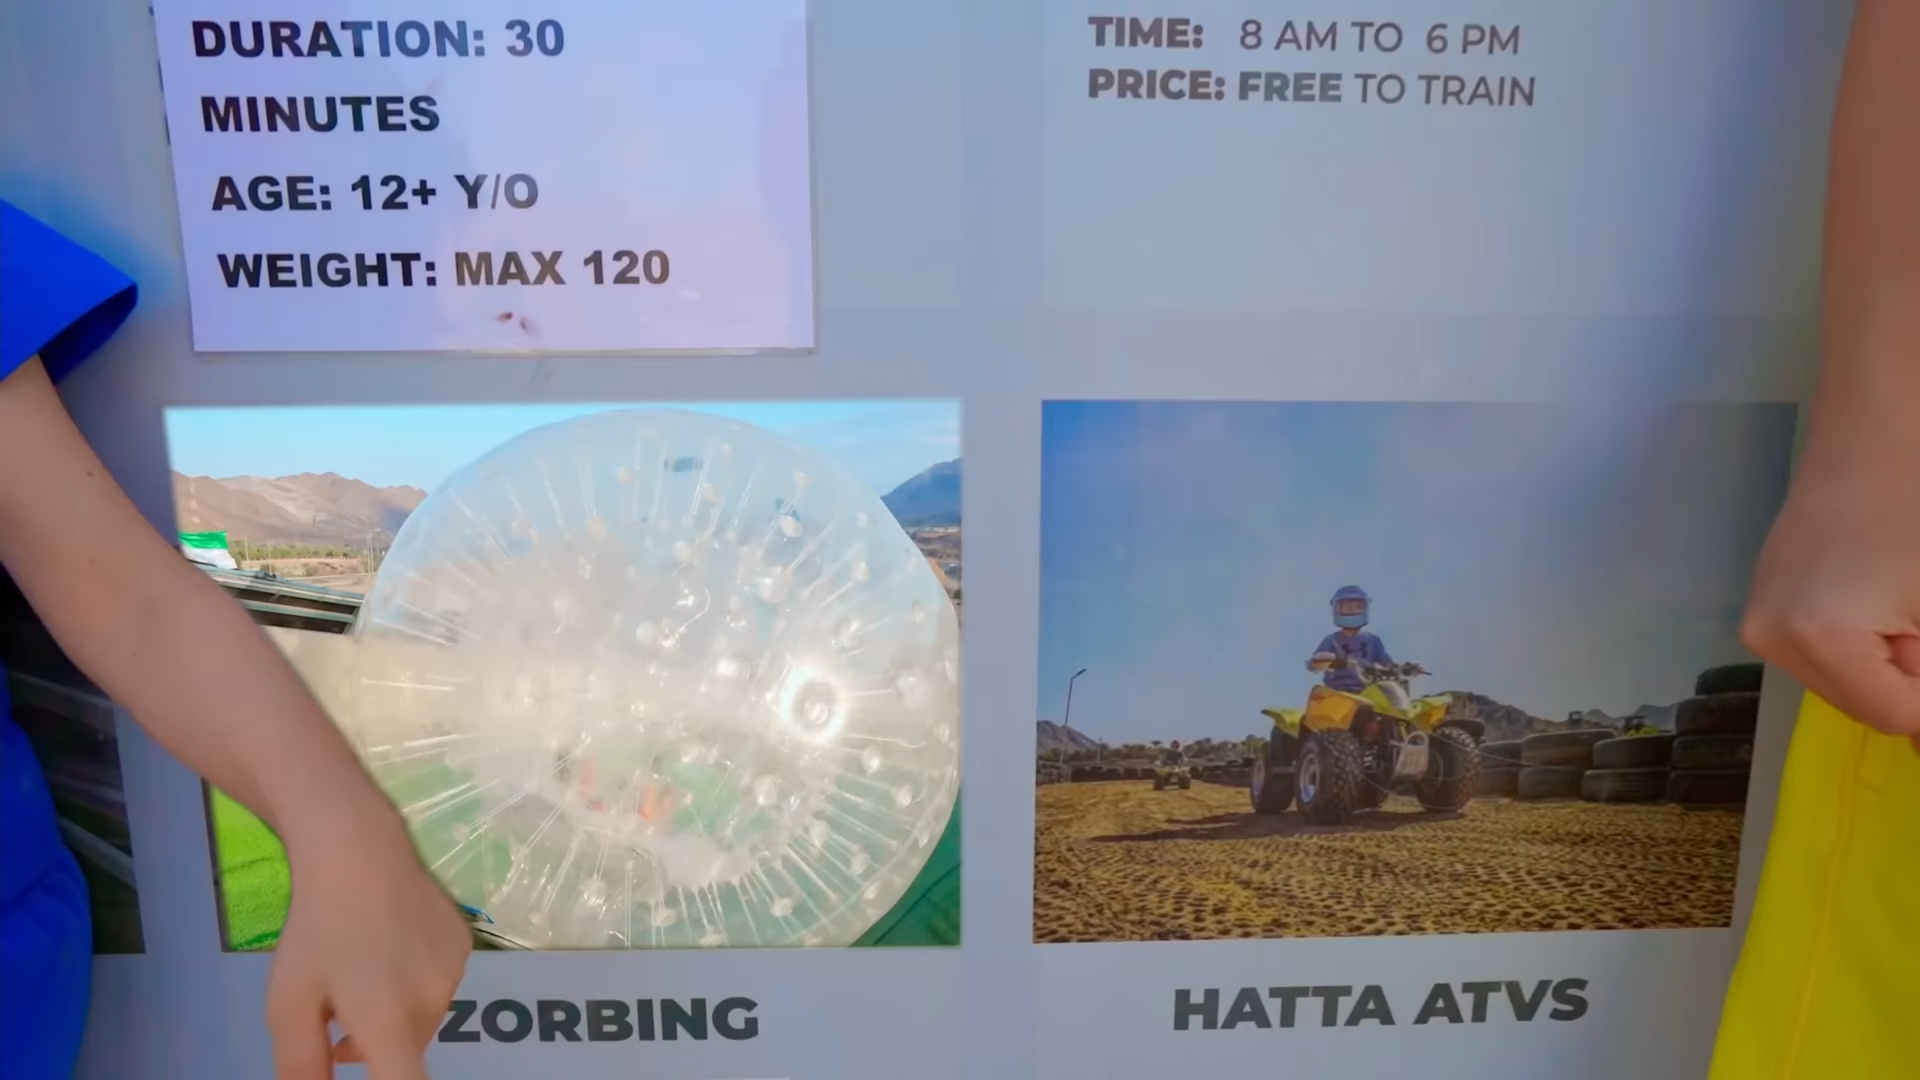 DURATION: 30
MINUTES
AGE: 12+ Y/O
WEIGHT: MAX 120
TIME: 8 AM TO 6 PM
PRICE: FREE TO TRAIN
ZORBING
HATTA ATVS